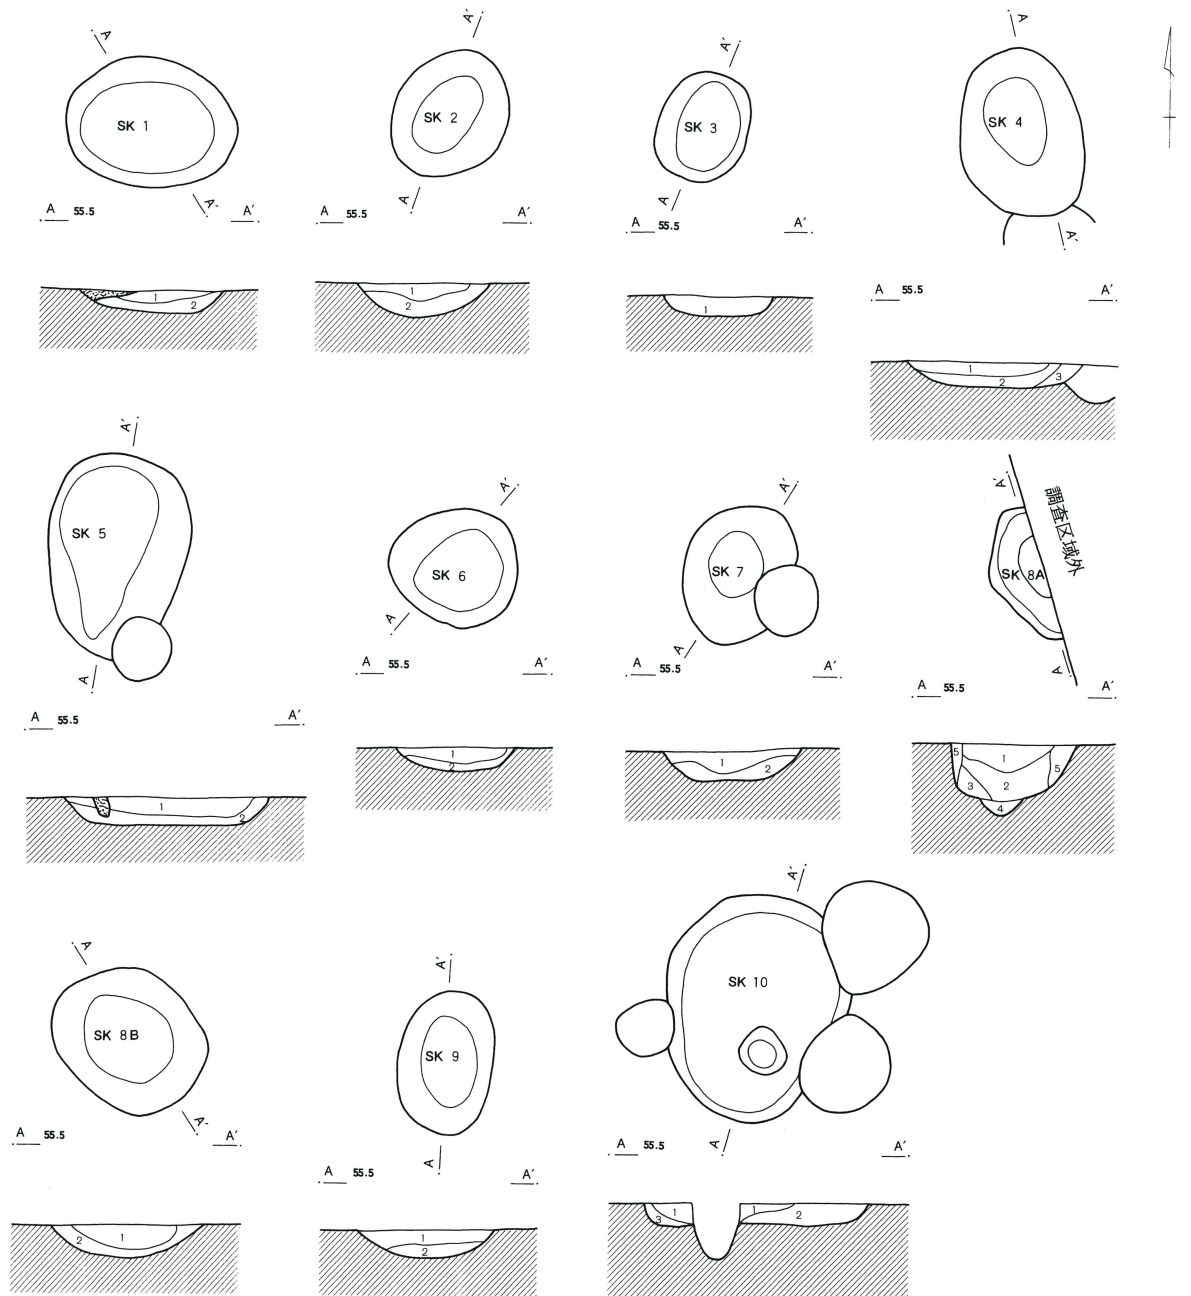 A A' A' A
SK 1
SK 2
SK 3
SK 4
A' A A A'
A 55.5 A'
A 55.5 A'
A 55.5 A'
A 55.5 A'
1 2
1 2
1
1 2 3
A' A' A' A'
SK 5
SK 6
SK 7
SK 8A
調査区域外
A A A A
A 55.5 A'
A 55.5 A'
A 55.5 A'
A 55.5 A'
1 2
1 2
1 2
5 1 5 3 2 4
A A' A'
SK 8B
SK 9
SK 10
A' A A
A 55.5 A'
A 55.5 A'
A 55.5 A'
2 1
1 2
3 1 1 2